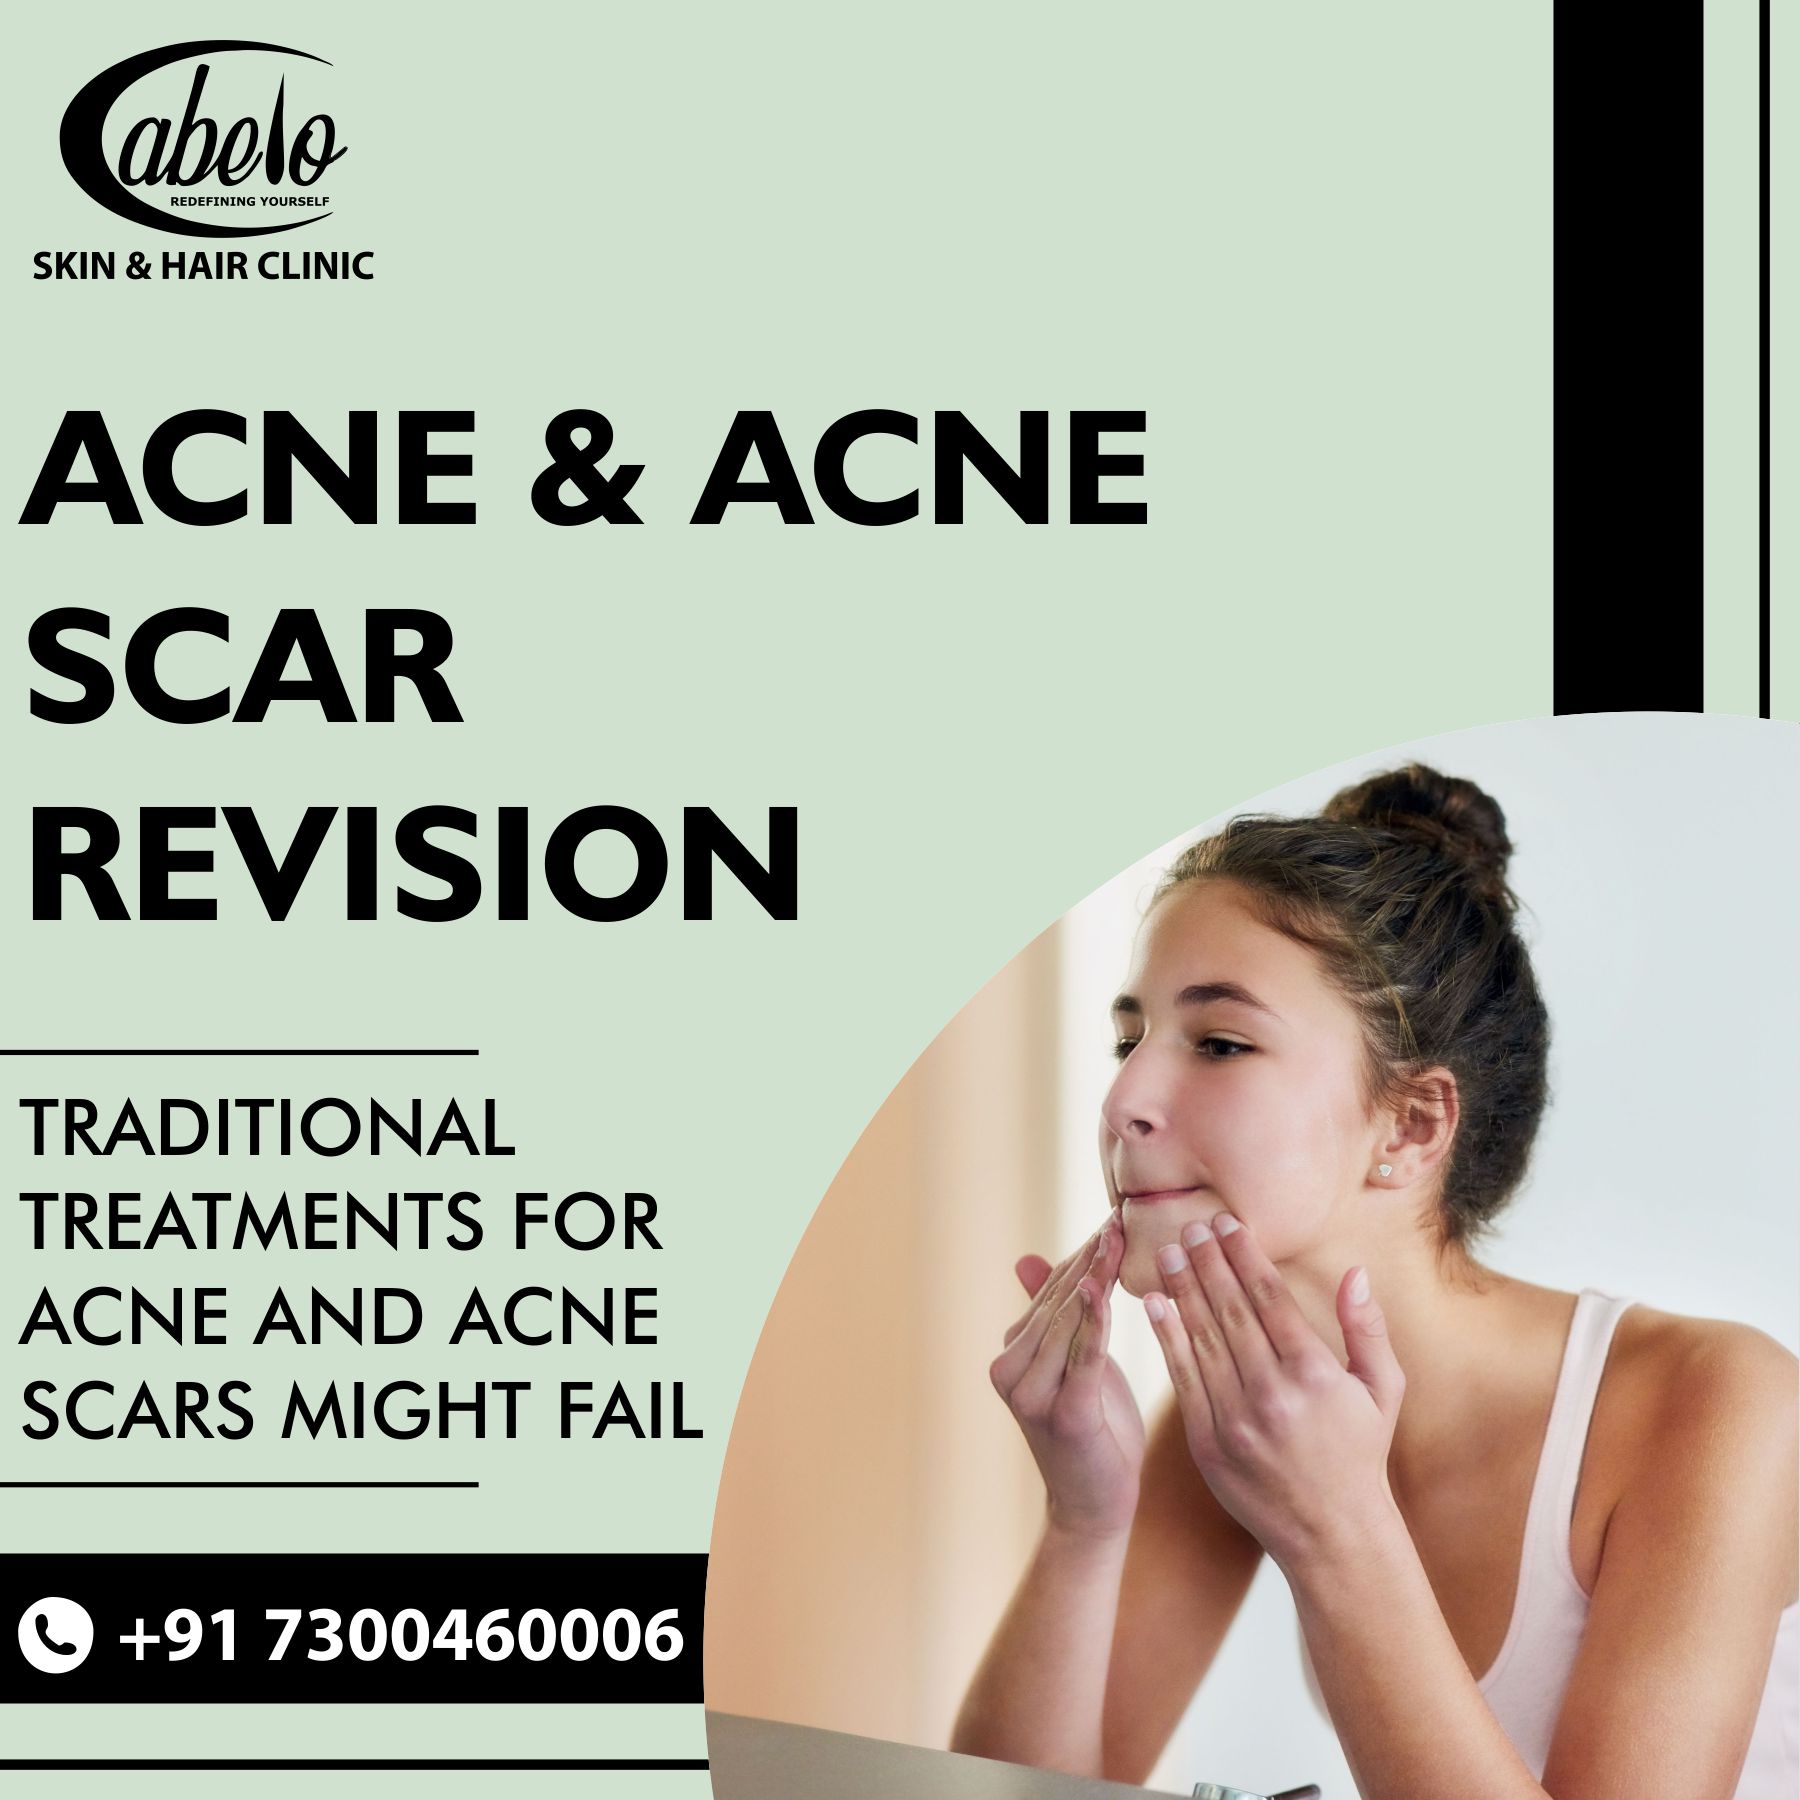 Cabelo
REDEFINING YOURSELF
SKIN & HAIR CLINIC
ACNE & ACNE
SCAR
REVISION
TRADITIONAL
TREATMENTS FOR
ACNE AND ACNE
SCARS MIGHT FAIL
+91 7300460006